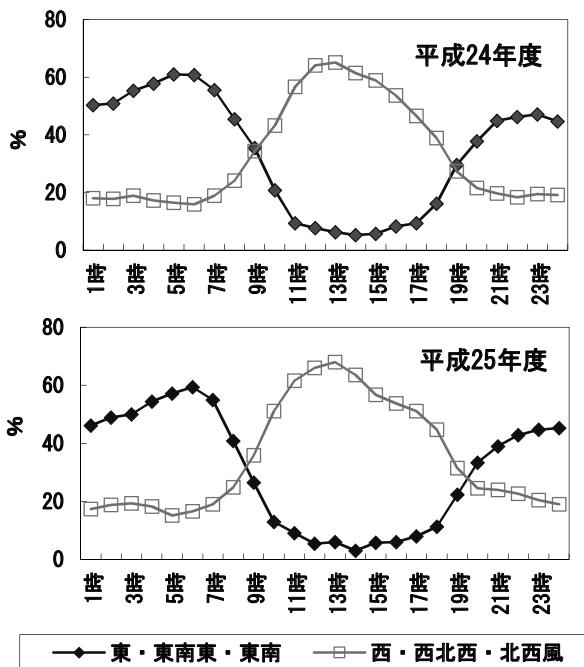 平成24年度
80
60
40
20
0
%
1時
3時
5時
7時
9時
11時
13時
15時
17時
19時
21時
23時
平成25年度
80
60
40
20
0
%
1時
3時
5時
7時
9時
11時
13時
15時
17時
19時
21時
23時
東・東南東・東南
西・西北西・北西風